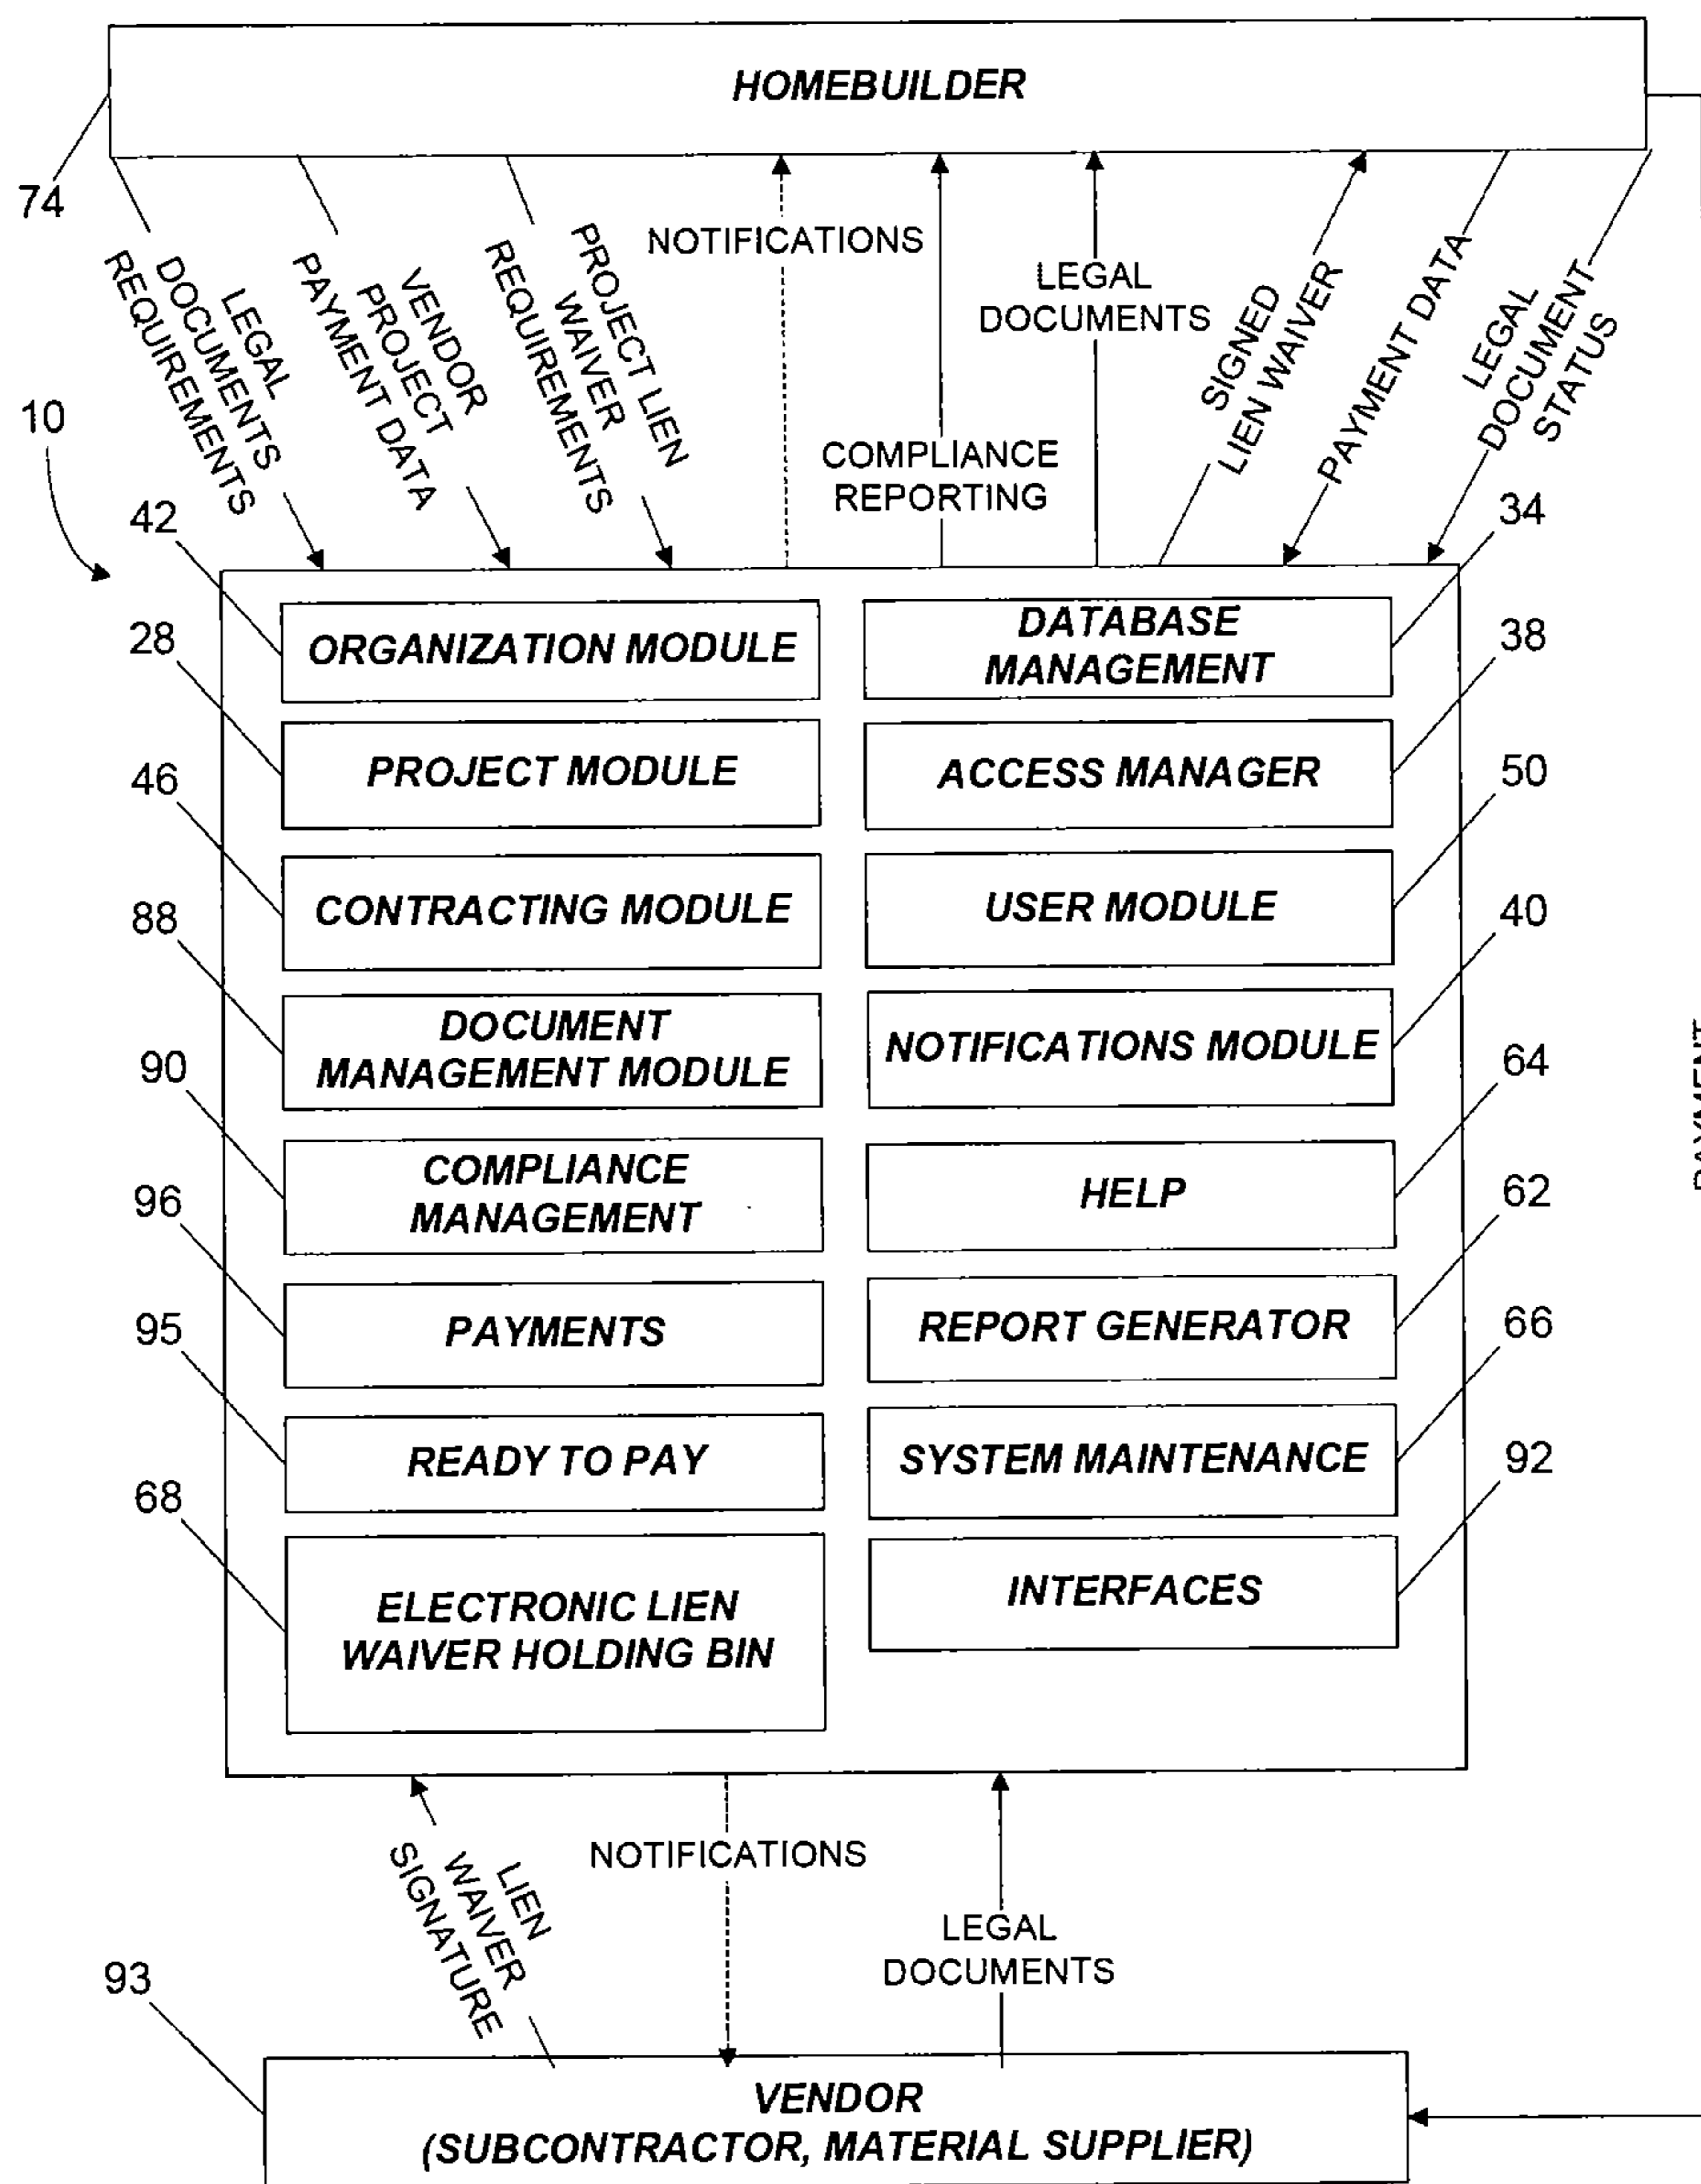 HOMEBUILDER
74
LEGAL
DOCUMENTS
REQUIREMENTS
VENDOR
PROJECT
PAYMENT DATA
PROJECT LIEN
WAIVER
REQUIREMENTS
NOTIFICATIONS
COMPLIANCE
REPORTING
LEGAL
DOCUMENTS
SIGNED
LIEN WAIVER
PAYMENT DATA
LEGAL
DOCUMENT
STATUS
10
42
ORGANIZATION MODULE
DATABASE
MANAGEMENT
34
28
PROJECT MODULE
ACCESS MANAGER
38
46
CONTRACTING MODULE
USER MODULE
50
88
DOCUMENT
MANAGEMENT MODULE
NOTIFICATIONS MODULE
40
90
COMPLIANCE
MANAGEMENT
HELP
64
96
PAYMENTS
REPORT GENERATOR
62
95
READY TO PAY
SYSTEM MAINTENANCE
66
68
ELECTRONIC LIEN
WAIVER HOLDING BIN
INTERFACES
92
PAYMENT
LIEN
WAIVER
SIGNATURE
NOTIFICATIONS
LEGAL
DOCUMENTS
93
VENDOR
(SUBCONTRACTOR, MATERIAL SUPPLIER)